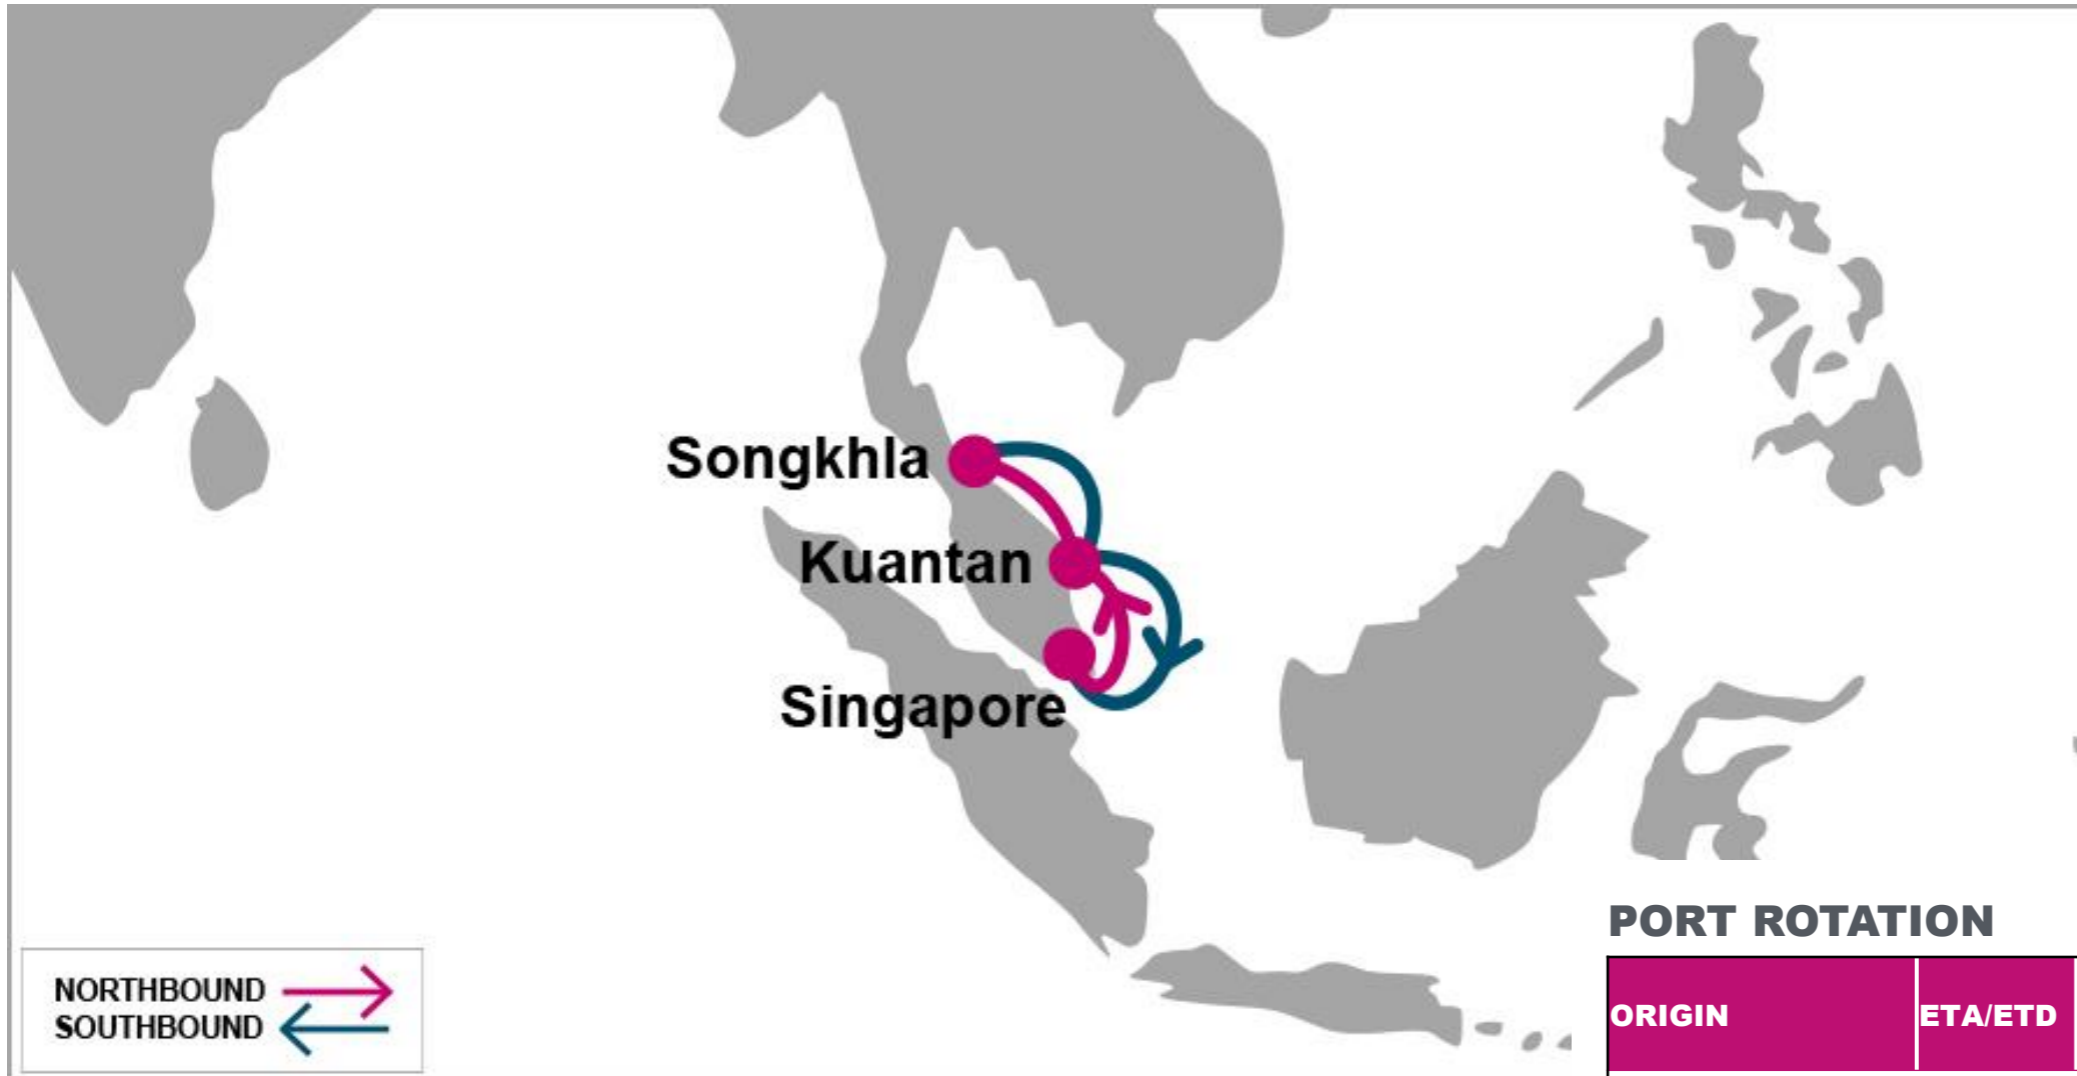 Songkhla
Kuantan
Singapore
PORT ROTATION
ORIGIN ETA/ETD
NORTHBOUND
SOUTHBOUND